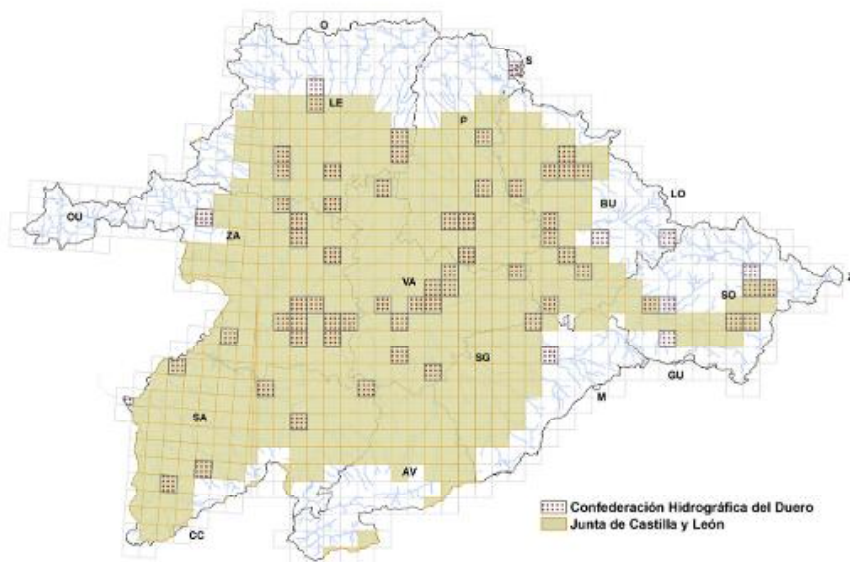 O
S
LE
P
LO
OU
BU
ZA
VA
SO
Z
SG
GU
M
SA
AV
CC
Confederación Hidrográfica del Duero
Junta de Castilla y León